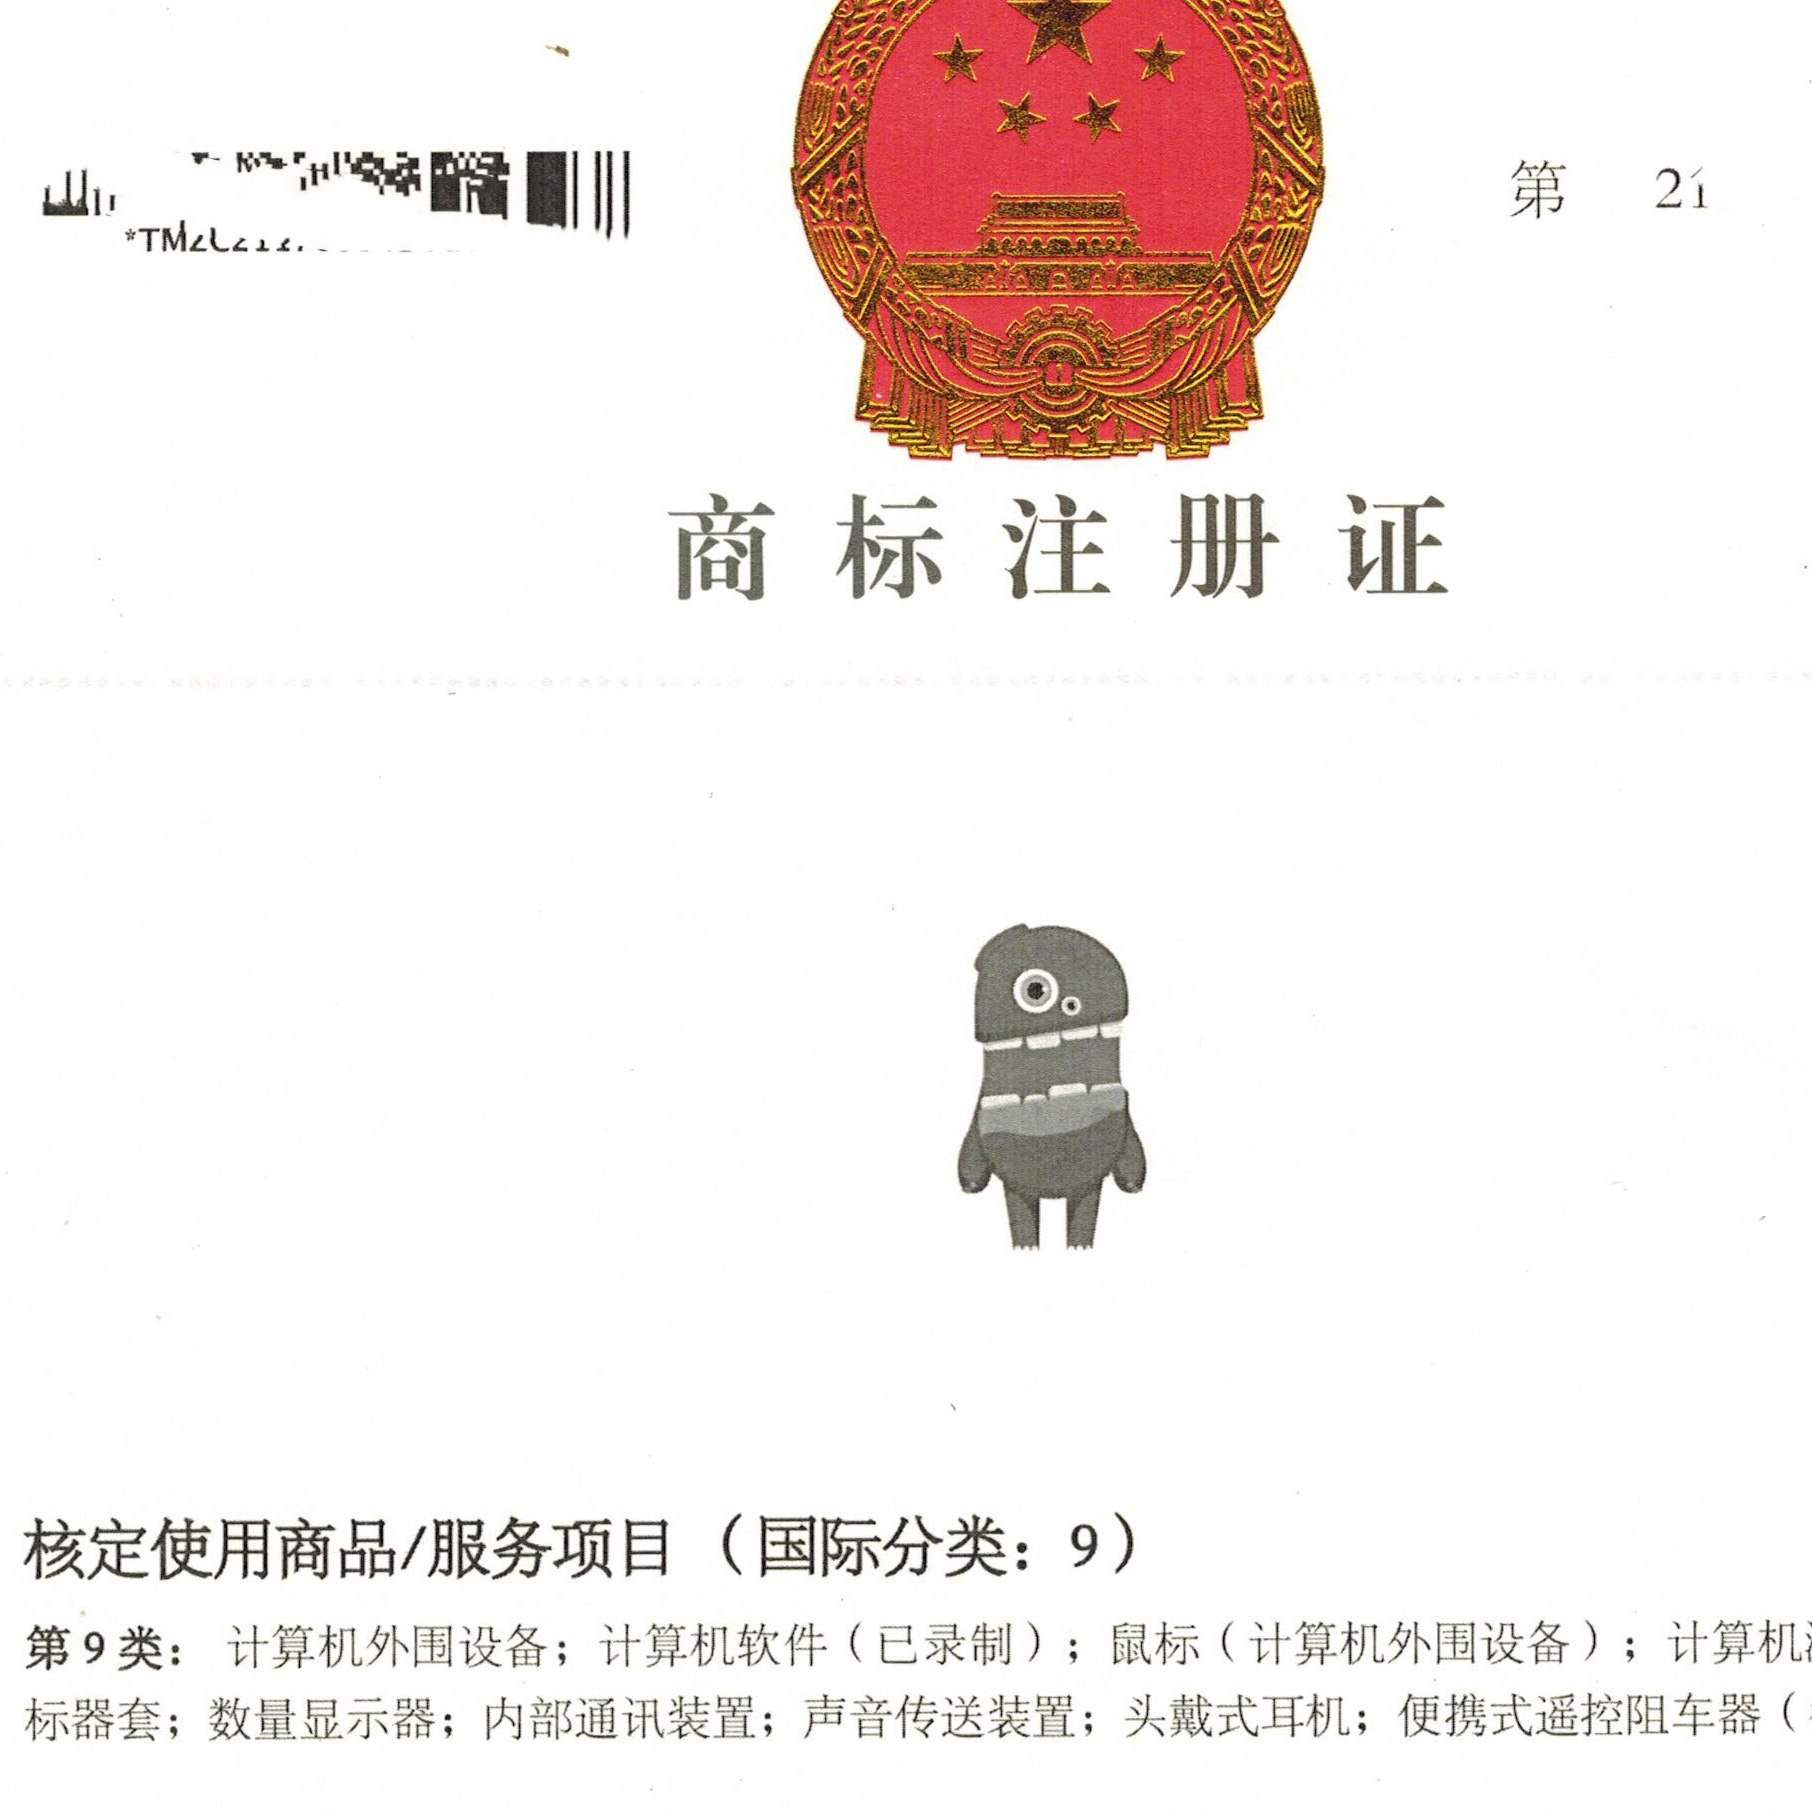 第 21
商标注册证
核定使用商品/服务项目（国际分类：9）
第9类： 计算机外围设备；计算机软件（已录制）；鼠标（计算机外围设备）；计算机
标器套；数量显示器；内部通讯装置；声音传送装置；头戴式耳机；便携式遥控阻车器（